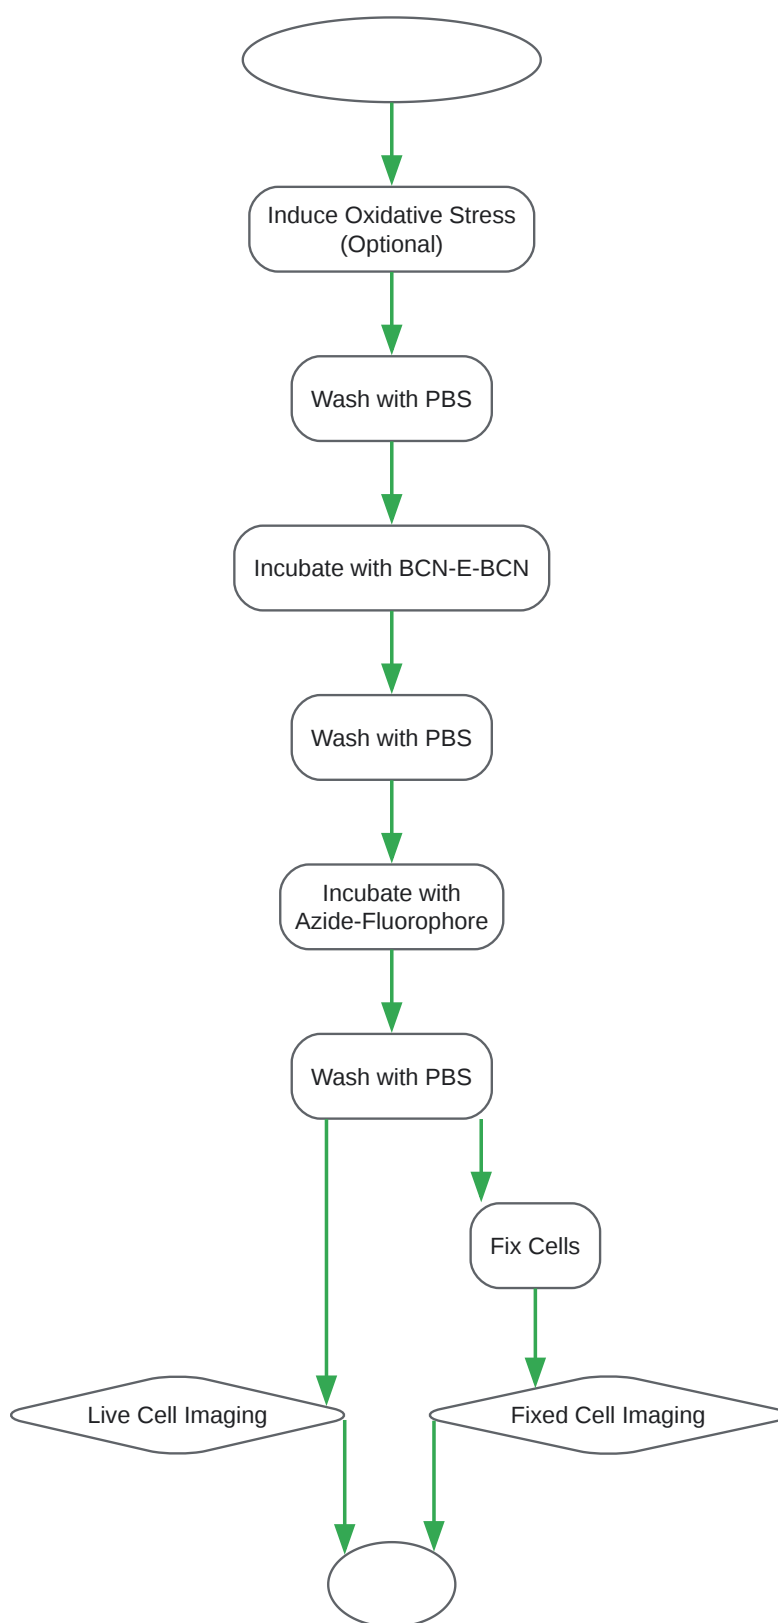 Induce Oxidative Stress
(Optional)
Wash with PBS
Incubate with BCN-E-BCN
Wash with PBS
Incubate with
Azide-Fluorophore
Wash with PBS
Fix Cells
Live Cell Imaging
Fixed Cell Imaging